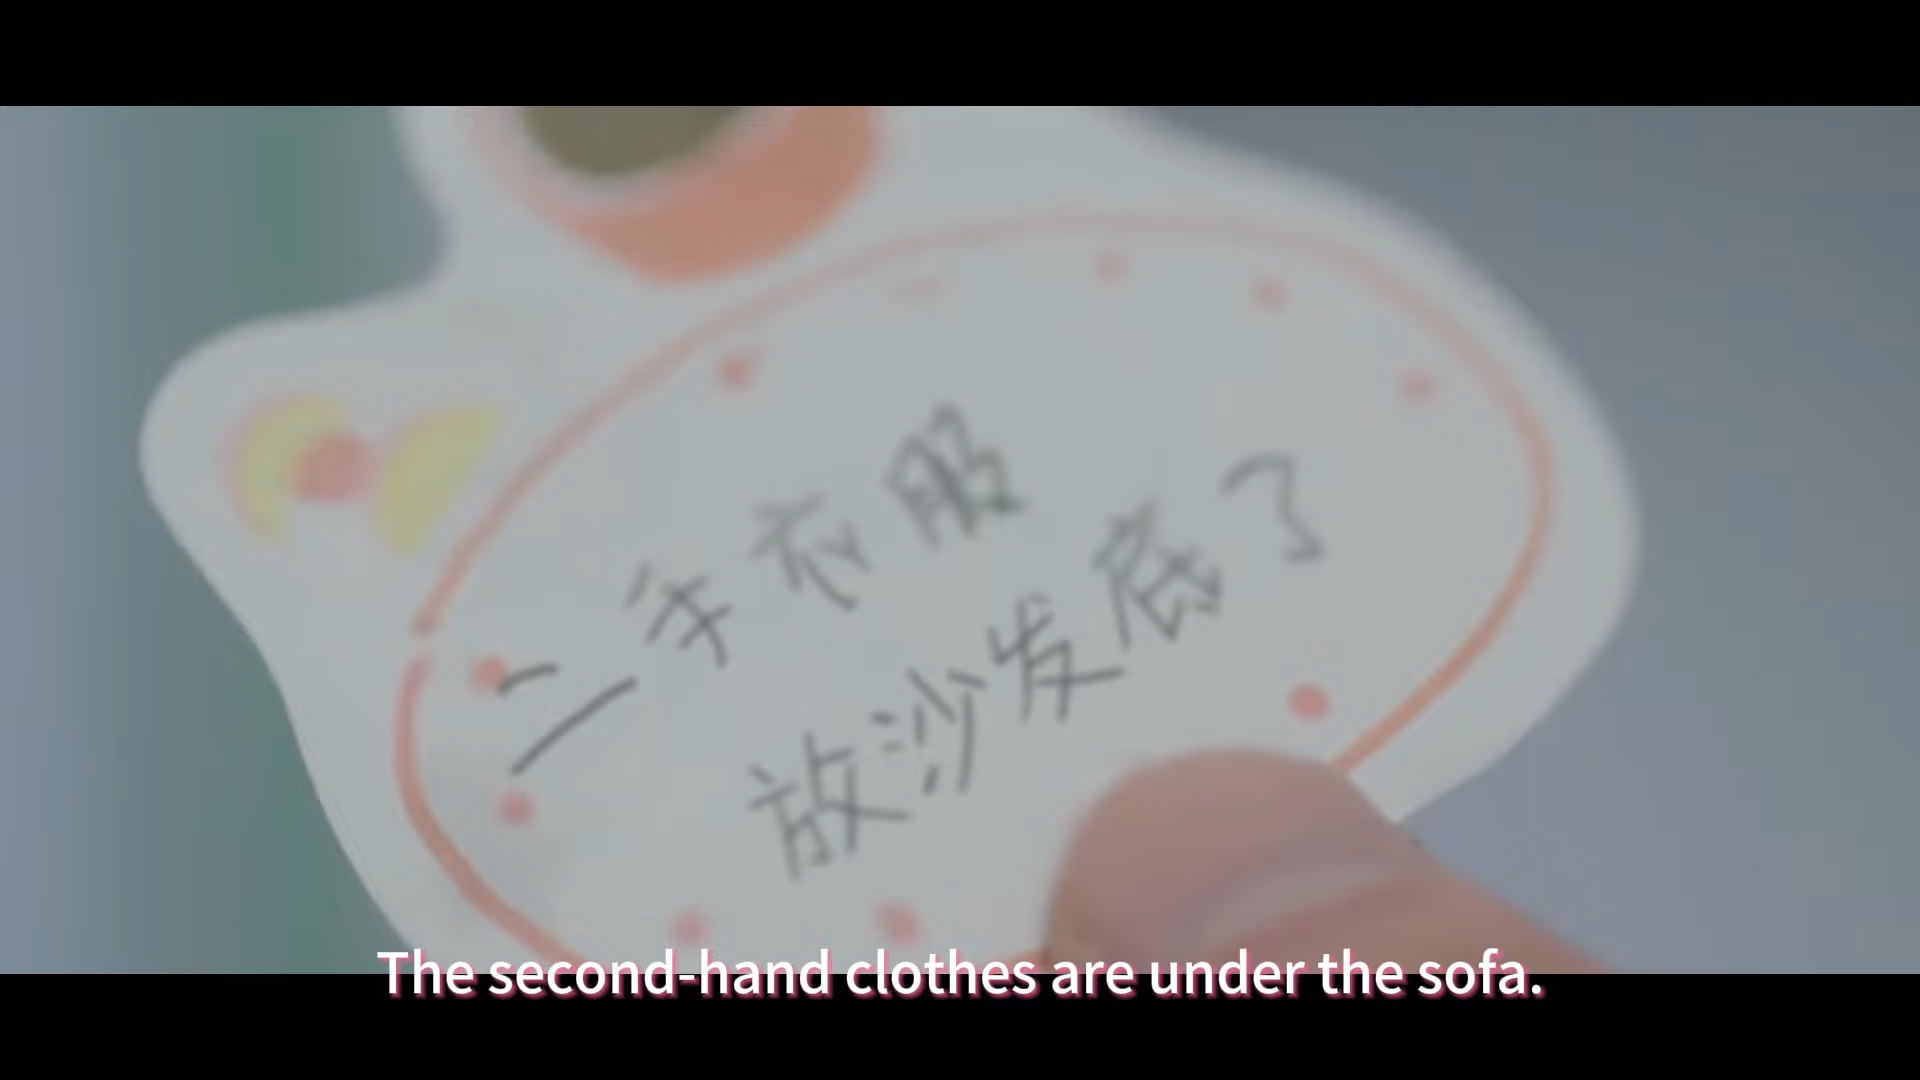 二手衣服
放沙发底了
The second-hand clothes are under the sofa.